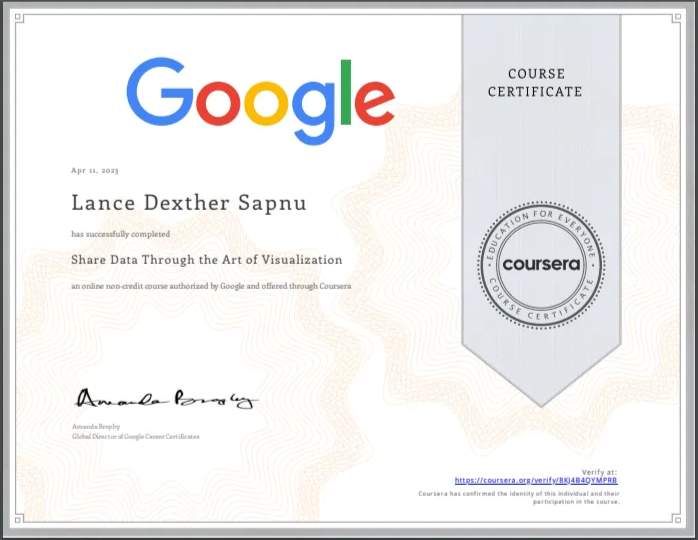 Google
COURSE
CERTIFICATE
Apr 11, 2023
Lance Dexther Sapnu
has successfully completed
Share Data Through the Art of Visualization
an online non-credit course authorized by Google and offered through Coursera
EDUCATION FOR EVERYONE
coursera
COURSE CERTIFICATE
Amanda Brophy
Amanda Brophy
Global Director of Google Career Certificates
Verify at:
https://coursera.org/verify/8KJ4B4QYMPRB
Coursera has confirmed the identity of this individual and their
participation in the course.